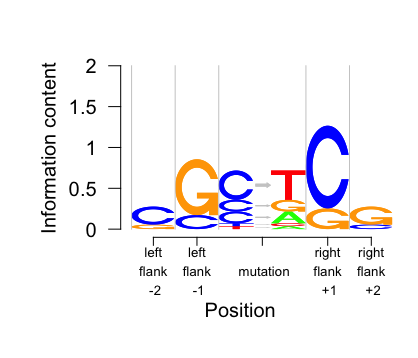 2
1.5
1
0.5
0
Information content
C G
G C
C T
C G
C A
T A
C G
G C
left left right right
flank flank mutation flank flank
-2 -1 +1 +2
Position